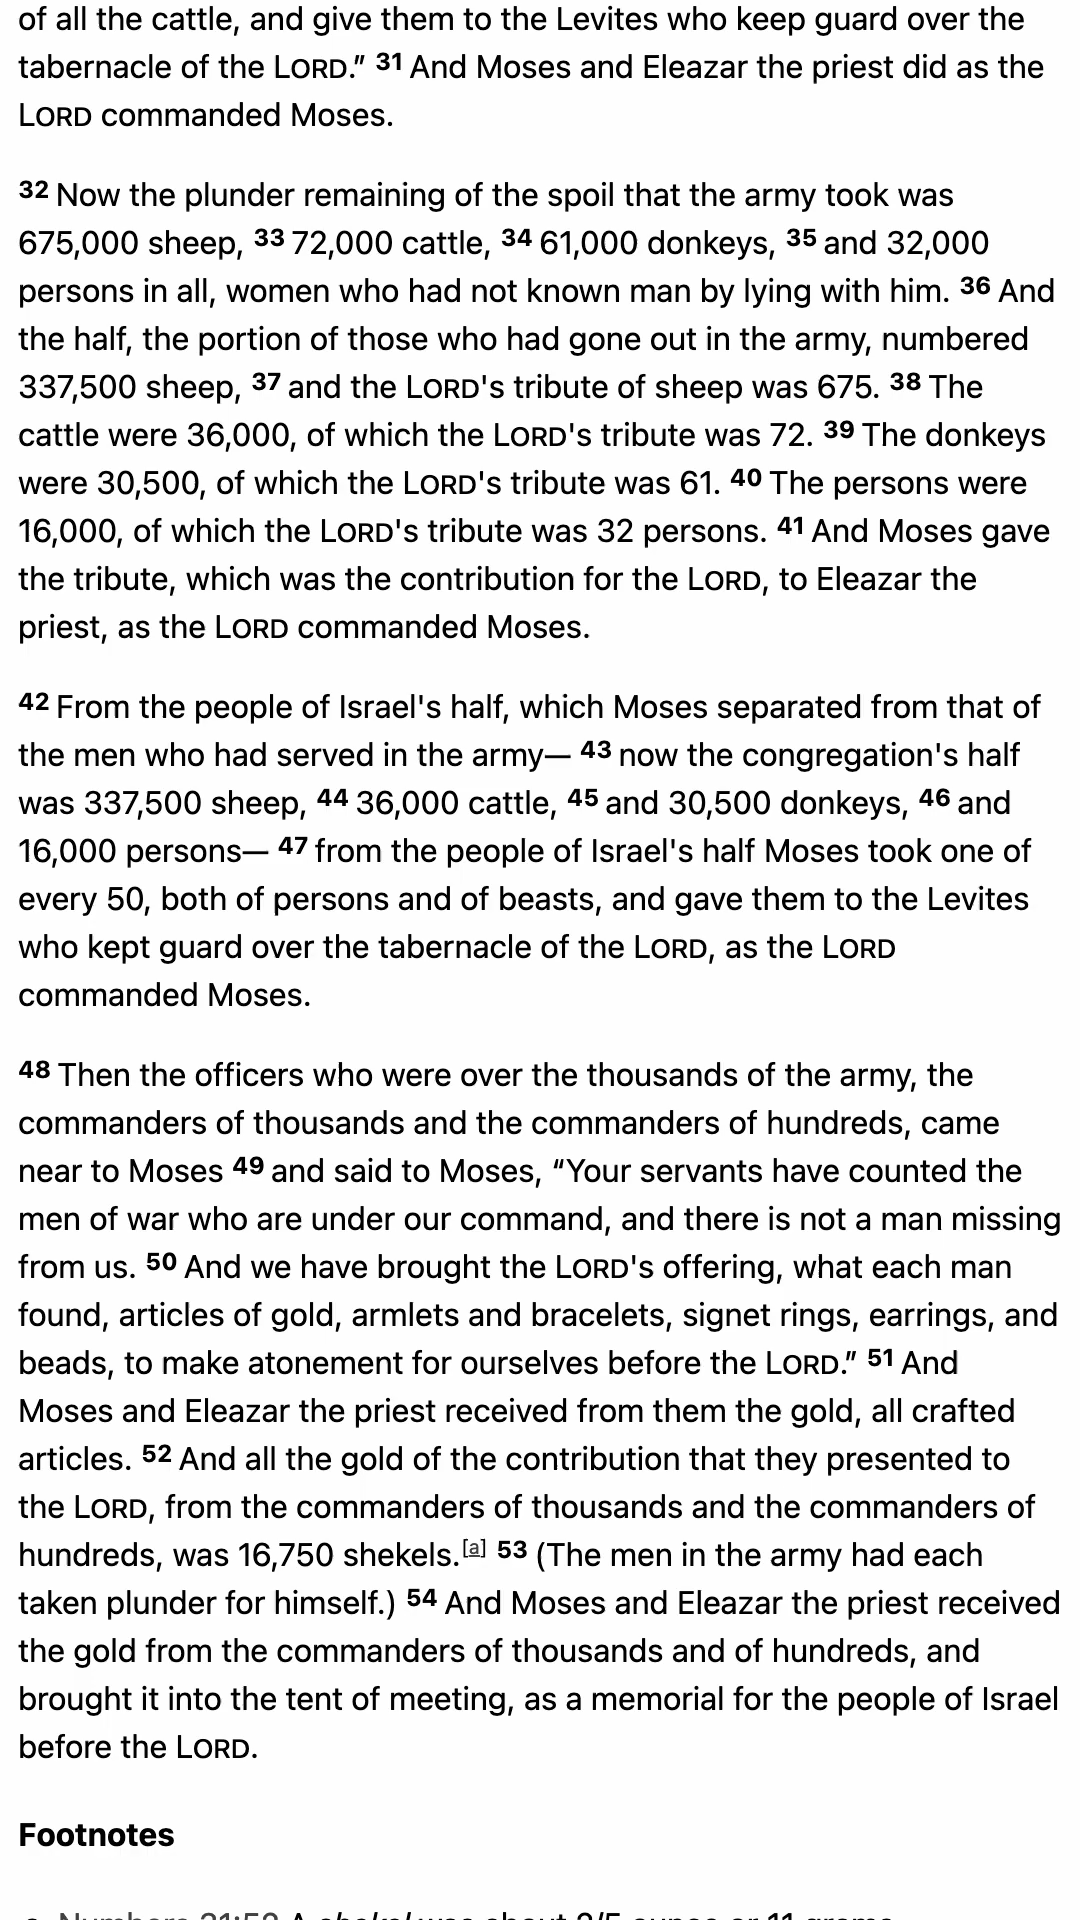 of all the cattle, and give them to the Levites who keep guard over the
tabernacle of the LORD.” 31 And Moses and Eleazar the priest did as the
LORD commanded Moses.
32 Now the plunder remaining of the spoil that the army took was
675,000 sheep, 33 72,000 cattle, 34 61,000 donkeys, 35 and 32,000
persons in all, women who had not known man by lying with him. 36 And
the half, the portion of those who had gone out in the army, numbered
337,500 sheep, 37 and the LORD's tribute of sheep was 675. 38 The
cattle were 36,000, of which the LORD's tribute was 72. 39 The donkeys
were 30,500, of which the LORD's tribute was 61. 40 The persons were
16,000, of which the LORD's tribute was 32 persons. 41 And Moses gave
the tribute, which was the contribution for the LORD, to Eleazar the
priest, as the LORD commanded Moses.
42 From the people of Israel's half, which Moses separated from that of
the men who had served in the army— 43 now the congregation's half
was 337,500 sheep, 44 36,000 cattle, 45 and 30,500 donkeys, 46 and
16,000 persons— 47 from the people of Israel's half Moses took one of
every 50, both of persons and of beasts, and gave them to the Levites
who kept guard over the tabernacle of the LORD, as the LORD
commanded Moses.
48 Then the officers who were over the thousands of the army, the
commanders of thousands and the commanders of hundreds, came
near to Moses 49 and said to Moses, “Your servants have counted the
men of war who are under our command, and there is not a man missing
from us. 50 And we have brought the LORD's offering, what each man
found, articles of gold, armlets and bracelets, signet rings, earrings, and
beads, to make atonement for ourselves before the LORD.” 51 And
Moses and Eleazar the priest received from them the gold, all crafted
articles. 52 And all the gold of the contribution that they presented to
the LORD, from the commanders of thousands and the commanders of
hundreds, was 16,750 shekels.[a] 53 (The men in the army had each
taken plunder for himself.) 54 And Moses and Eleazar the priest received
the gold from the commanders of thousands and of hundreds, and
brought it into the tent of meeting, as a memorial for the people of Israel
before the LORD.
Footnotes
a. Numbers 31:52 A shekel was about 2/5 ounce or 11 grams